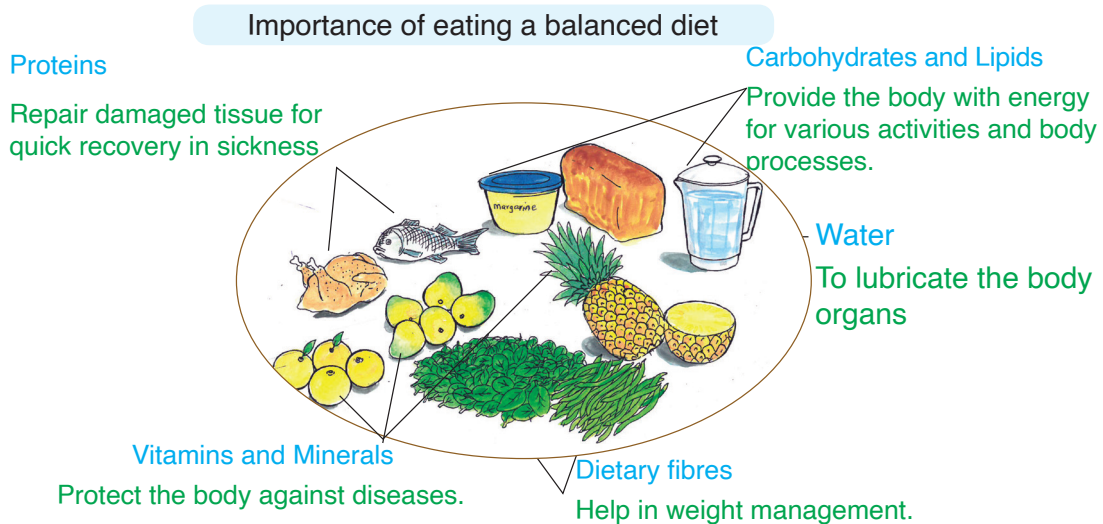 Importance of eating a balanced diet
Proteins
Repair damaged tissue for
quick recovery in sickness
Carbohydrates and Lipids
Provide the body with energy
for various activities and body
processes.
margarine
Water
To lubricate the body
organs
Vitamins and Minerals
Protect the body against diseases.
Dietary fibres
Help in weight management.